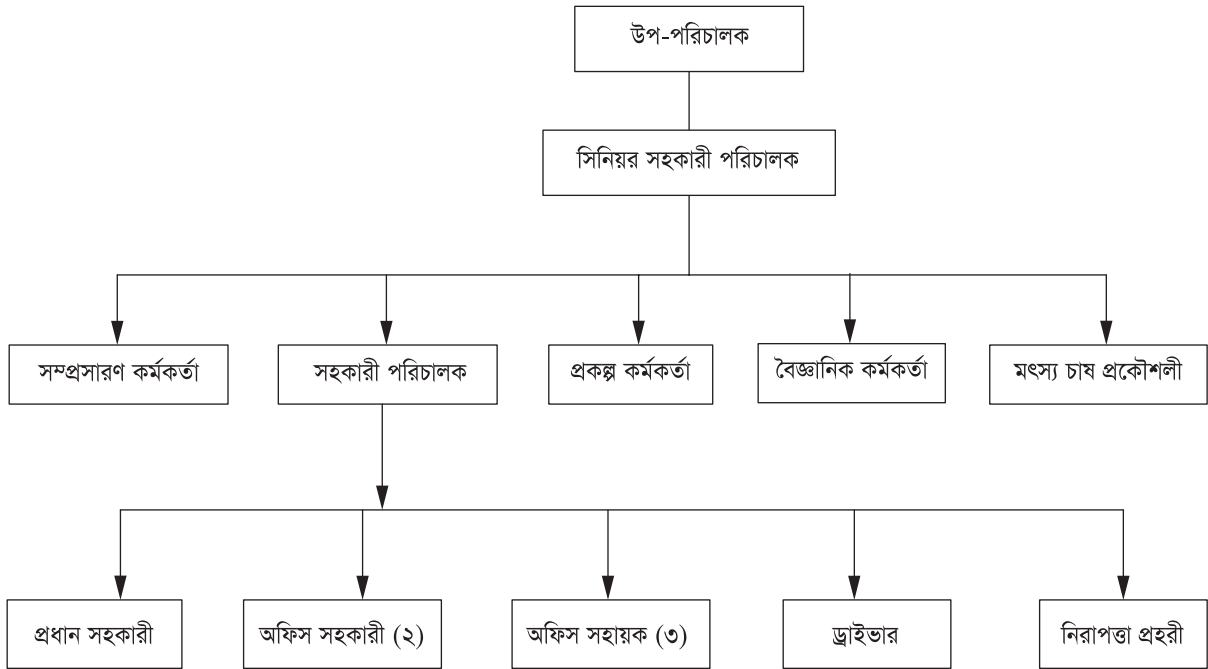 উপ-পরিচালক
সিনিয়র সহকারী পরিচালক
সম্প্রসারণ কর্মকর্তা
সহকারী পরিচালক
প্রকল্প কর্মকর্তা
বৈজ্ঞানিক কর্মকর্তা
মৎস্য চাষ প্রকৌশলী
প্রধান সহকারী
অফিস সহকারী (২)
অফিস সহায়ক (৩)
ড্রাইভার
নিরাপত্তা প্রহরী